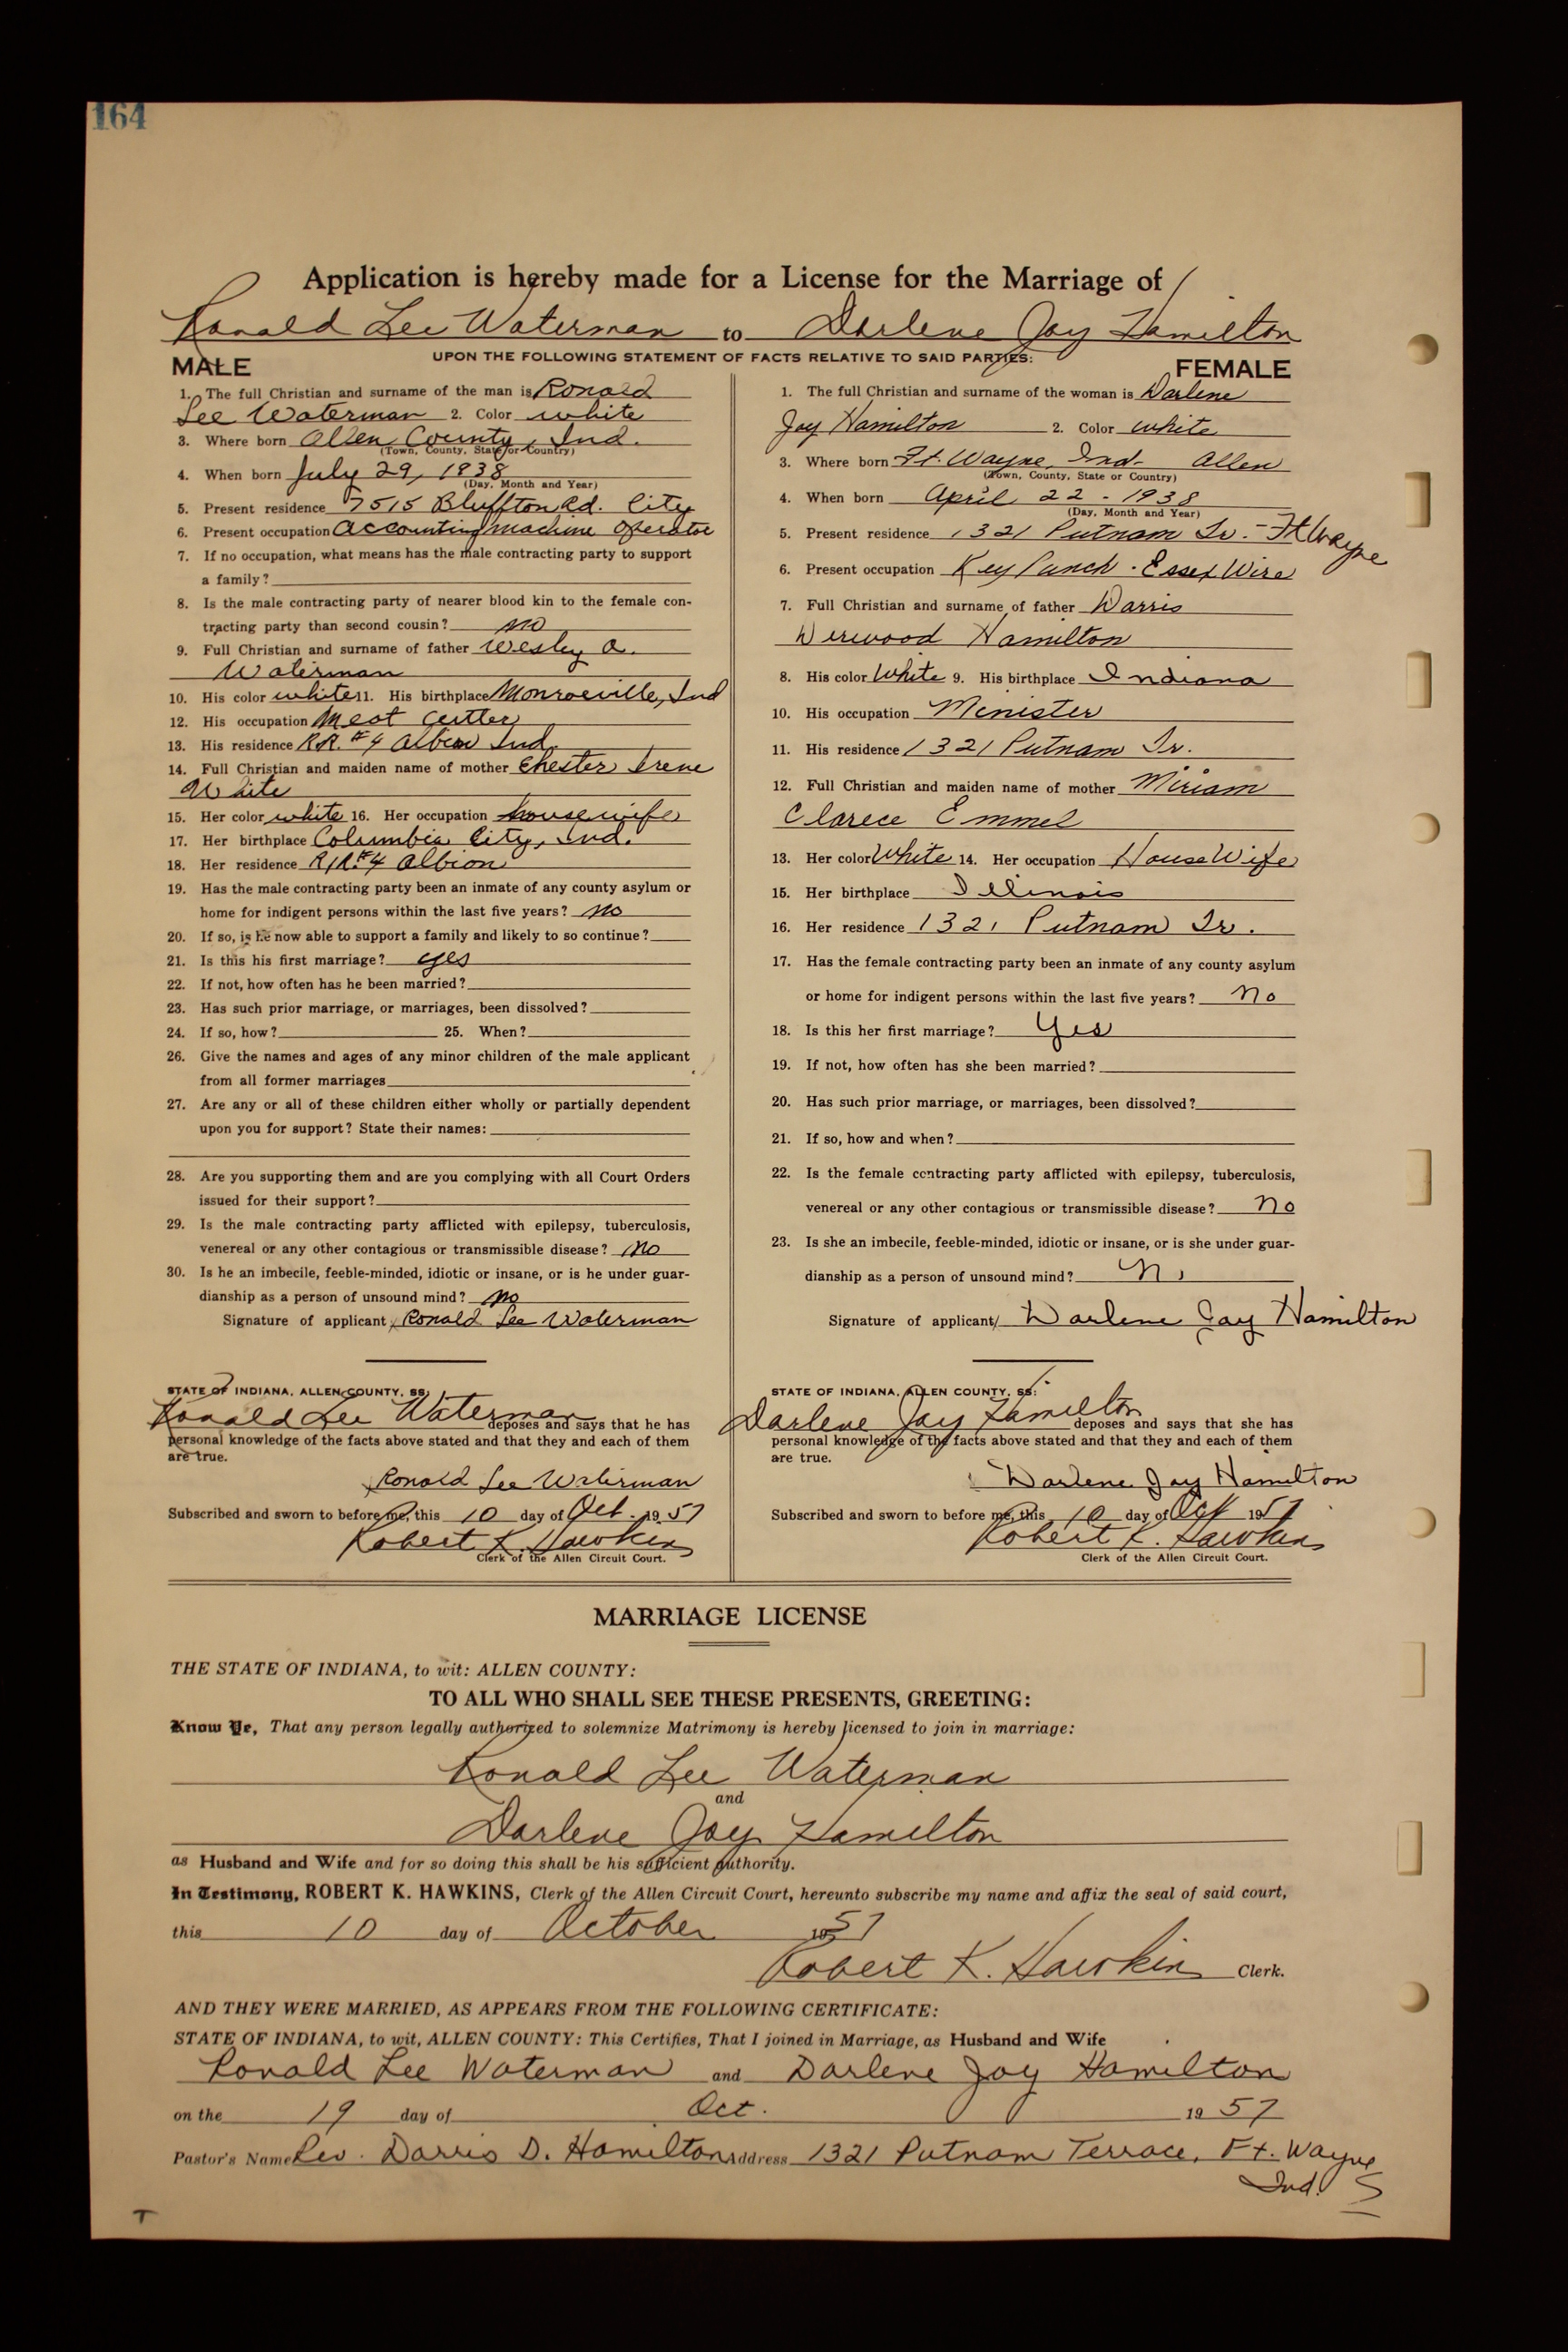 164
Application is hereby made for a License for the Marriage of
Ronald Lee Waterman to Darlene Joy Hamilton
UPON THE FOLLOWING STATEMENT OF FACTS RELATIVE TO SAID PARTIES:
MALE
1. The full Christian and surname of the man is Ronald
Lee Waterman 2. Color white
3. Where born Allen County, Ind.
(Town, County, State or Country)
4. When born July 29, 1938
(Day, Month and Year)
5. Present residence 7515 Bluffton Rd. City
6. Present occupation accounting machine operator
7. If no occupation, what means has the male contracting party to support
a family?
8. Is the male contracting party of nearer blood kin to the female con-
tracting party than second cousin? no
9. Full Christian and surname of father Wesley A.
Waterman
10. His color white 11. His birthplace Monroeville, Ind
12. His occupation Meat cutter
13. His residence R.R. #4 Albion Ind.
14. Full Christian and maiden name of mother Chester Irene
White
15. Her color white 16. Her occupation housewife
17. Her birthplace Columbia City, Ind.
18. Her residence R.R. #4 Albion
19. Has the male contracting party been an inmate of any county asylum or
home for indigent persons within the last five years? no
20. If so, is he now able to support a family and likely to so continue?
21. Is this his first marriage? yes
22. If not, how often has he been married?
23. Has such prior marriage, or marriages, been dissolved?
24. If so, how? 25. When?
26. Give the names and ages of any minor children of the male applicant
from all former marriages
27. Are any or all of these children either wholly or partially dependent
upon you for support? State their names:
28. Are you supporting them and are you complying with all Court Orders
issued for their support?
29. Is the male contracting party afflicted with epilepsy, tuberculosis,
venereal or any other contagious or transmissible disease? no
30. Is he an imbecile, feeble-minded, idiotic or insane, or is he under guar-
dianship as a person of unsound mind? no
Signature of applicant Ronald Lee Waterman
STATE OF INDIANA, ALLEN COUNTY, SS:
Ronald Lee Waterman deposes and says that he has
personal knowledge of the facts above stated and that they and each of them
are true.
Ronald Lee Waterman
Subscribed and sworn to before me, this 10 day of Oct. 1957
Robert K. Hawkins
Clerk of the Allen Circuit Court.
FEMALE
1. The full Christian and surname of the woman is Darlene
Joy Hamilton 2. Color white
3. Where born Ft. Wayne, Ind- Allen
(Town, County, State or Country)
4. When born April 22 - 1938
(Day, Month and Year)
5. Present residence 1321 Putnam Tr. - Ft Wayne
6. Present occupation Key Punch - Essex Wire
7. Full Christian and surname of father Darris
Derwood Hamilton
8. His color White 9. His birthplace Indiana
10. His occupation Minister
11. His residence 1321 Putnam Tr.
12. Full Christian and maiden name of mother Miriam
Clarece Emmel
13. Her color White 14. Her occupation HouseWife
15. Her birthplace Illinois
16. Her residence 1321 Putnam Tr.
17. Has the female contracting party been an inmate of any county asylum
or home for indigent persons within the last five years? no
18. Is this her first marriage? Yes
19. If not, how often has she been married?
20. Has such prior marriage, or marriages, been dissolved?
21. If so, how and when?
22. Is the female contracting party afflicted with epilepsy, tuberculosis,
venereal or any other contagious or transmissible disease? no
23. Is she an imbecile, feeble-minded, idiotic or insane, or is she under guar-
dianship as a person of unsound mind? no
Signature of applicant Darlene Joy Hamilton
STATE OF INDIANA, ALLEN COUNTY, SS:
Darlene Joy Hamilton deposes and says that she has
personal knowledge of the facts above stated and that they and each of them
are true.
Darlene Joy Hamilton
Subscribed and sworn to before me, this 10 day of Oct 1957
Robert K. Hawkins
Clerk of the Allen Circuit Court.
MARRIAGE LICENSE
THE STATE OF INDIANA, to wit: ALLEN COUNTY:
TO ALL WHO SHALL SEE THESE PRESENTS, GREETING:
Know Ye, That any person legally authorized to solemnize Matrimony is hereby licensed to join in marriage:
Ronald Lee Waterman
and
Darlene Joy Hamilton
as Husband and Wife and for so doing this shall be his sufficient authority.
In Testimony, ROBERT K. HAWKINS, Clerk of the Allen Circuit Court, hereunto subscribe my name and affix the seal of said court,
this 10 day of October 1957
Robert K. Hawkins Clerk.
AND THEY WERE MARRIED, AS APPEARS FROM THE FOLLOWING CERTIFICATE:
STATE OF INDIANA, to wit, ALLEN COUNTY: This Certifies, That I joined in Marriage, as Husband and Wife
Ronald Lee Waterman and Darlene Joy Hamilton
on the 19 day of Oct. 1957
Pastor's Name Rev. Darris D. Hamilton Address 1321 Putnam Terrace, Ft. Wayne
Ind. S
T